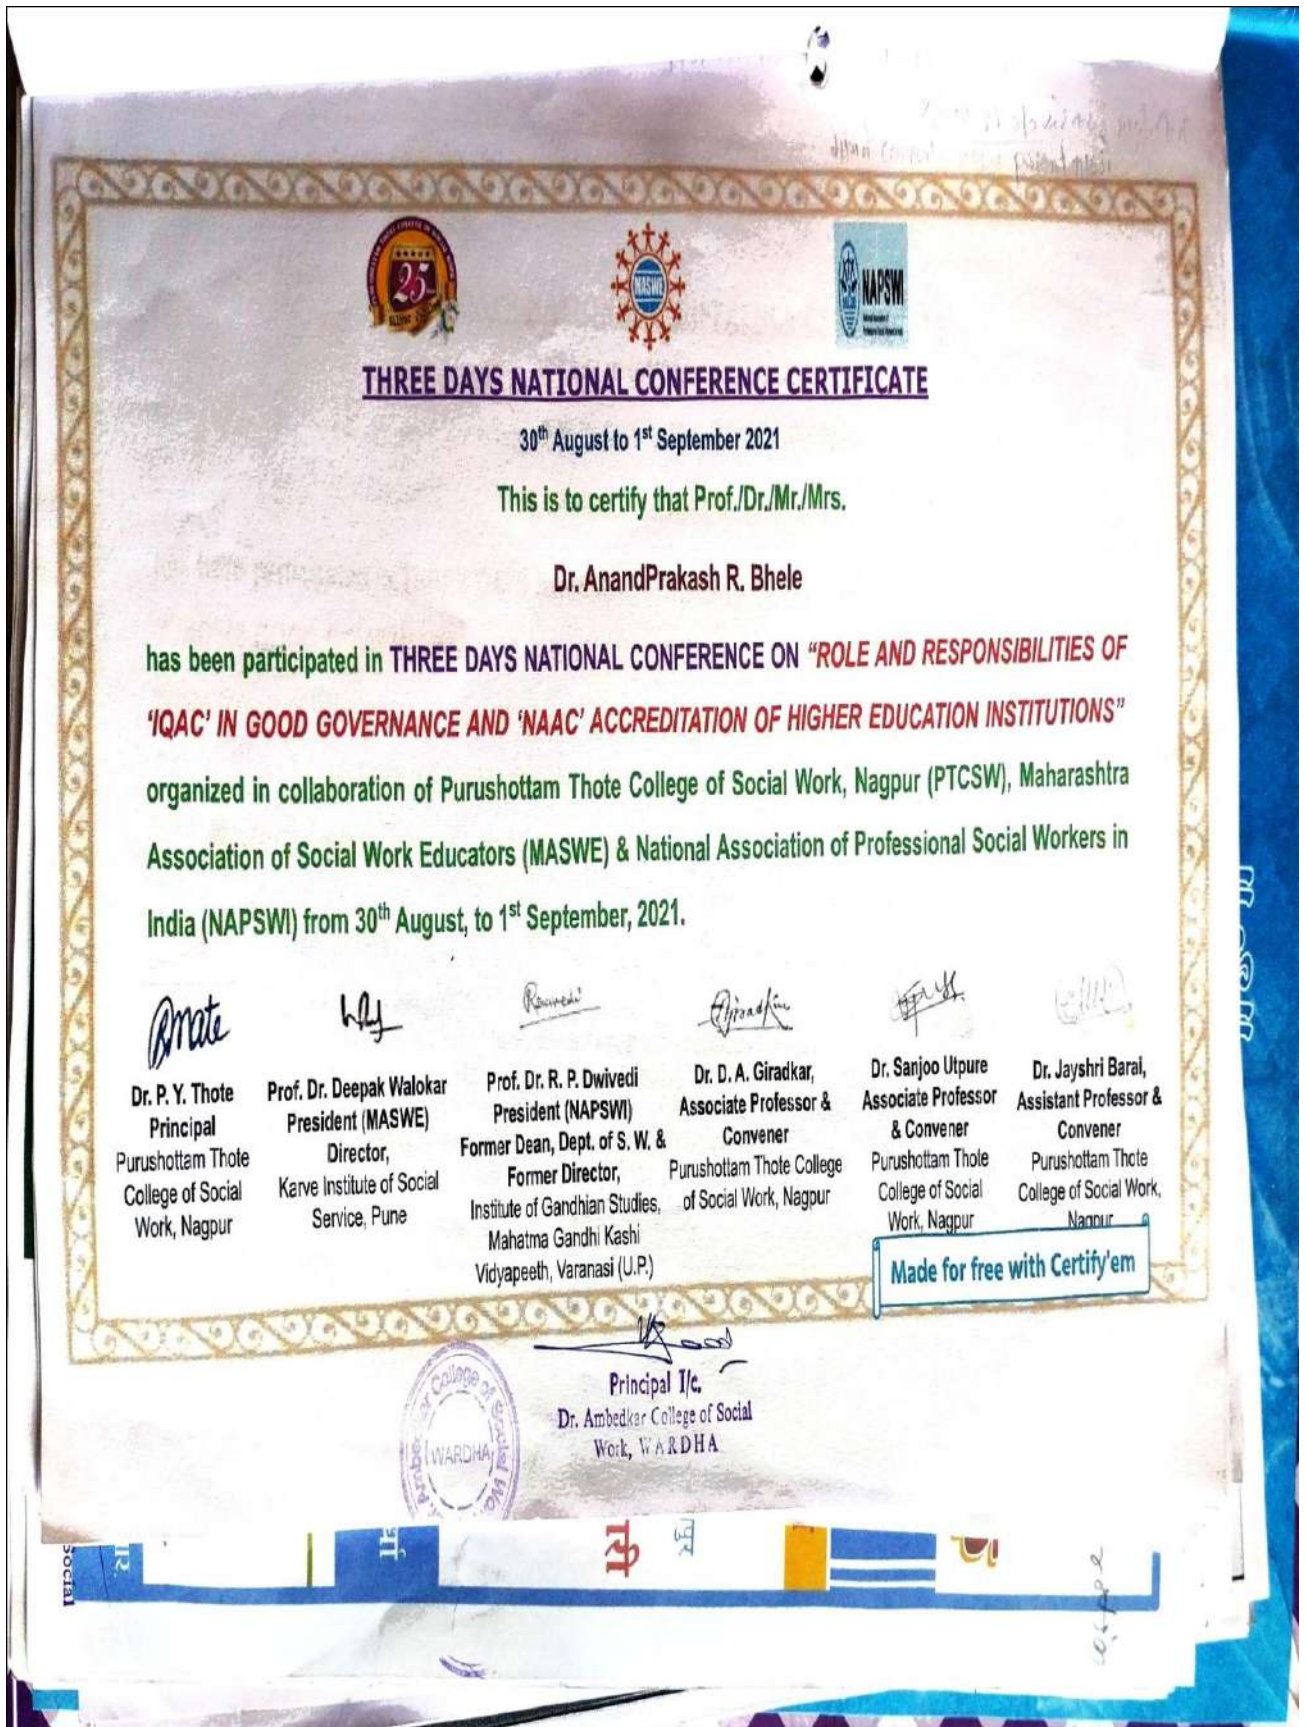 25
MASWE
NAPSWI
THREE DAYS NATIONAL CONFERENCE CERTIFICATE
30th August to 1st September 2021
This is to certify that Prof./Dr./Mr./Mrs.
Dr. AnandPrakash R. Bhele
has been participated in THREE DAYS NATIONAL CONFERENCE ON “ROLE AND RESPONSIBILITIES OF
‘IQAC’ IN GOOD GOVERNANCE AND ‘NAAC’ ACCREDITATION OF HIGHER EDUCATION INSTITUTIONS”
organized in collaboration of Purushottam Thote College of Social Work, Nagpur (PTCSW), Maharashtra
Association of Social Work Educators (MASWE) & National Association of Professional Social Workers in
India (NAPSWI) from 30th August, to 1st September, 2021.
Dr. P. Y. Thote
Principal
Purushottam Thote
College of Social
Work, Nagpur
Prof. Dr. Deepak Walokar
President (MASWE)
Director,
Karve Institute of Social
Service, Pune
Prof. Dr. R. P. Dwivedi
President (NAPSWI)
Former Dean, Dept. of S. W. &
Former Director,
Institute of Gandhian Studies,
Mahatma Gandhi Kashi
Vidyapeeth, Varanasi (U.P.)
Dr. D. A. Giradkar,
Associate Professor &
Convener
Purushottam Thote College
of Social Work, Nagpur
Dr. Sanjoo Utpure
Associate Professor
& Convener
Purushottam Thote
College of Social
Work, Nagpur
Dr. Jayshri Barai,
Assistant Professor &
Convener
Purushottam Thote
College of Social Work,
Nagpur
Made for free with Certify'em
Principal I/c.
Dr. Ambedkar College of Social
Work, WARDHA
College of Social
WARDHA
Social